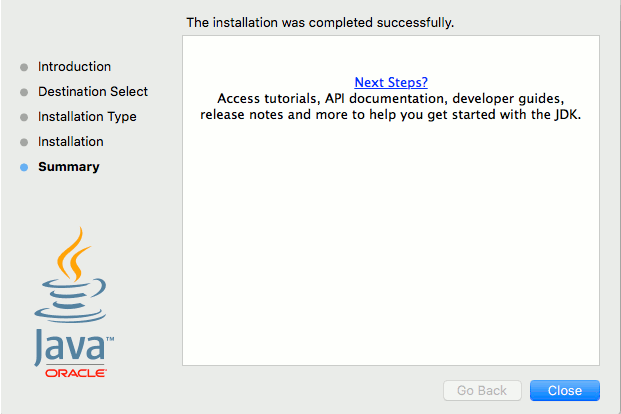 The installation was completed successfully.
Introduction
Destination Select
Installation Type
Installation
Summary
Next Steps?
Access tutorials, API documentation, developer guides,
release notes and more to help you get started with the JDK.
Java™
ORACLE
Go Back
Close